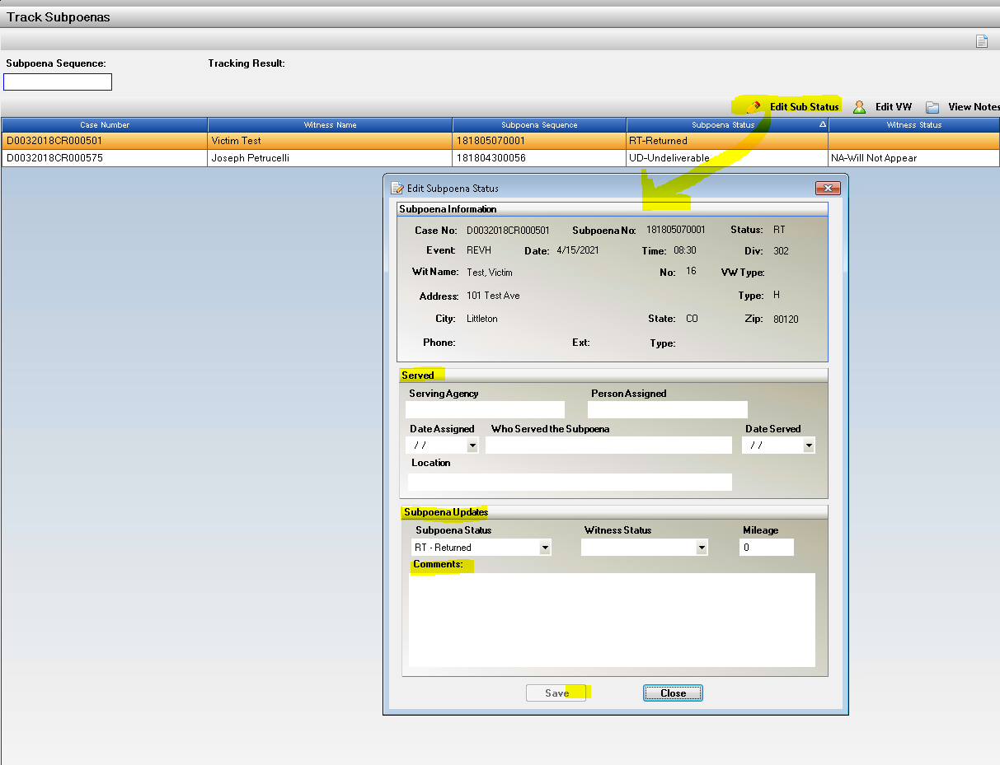 Track Subpoenas
Subpoena Sequence: Tracking Result:
Edit Sub Status Edit VW View Notes
Case Number Witness Name Subpoena Sequence Subpoena Status Witness Status
D0032018CR000501 Victim Test 181805070001 RT-Returned
D0032018CR000575 Joseph Petrucelli 181804300056 UD-Undeliverable NA-Will Not Appear
Edit Subpoena Status
Subpoena Information
Case No: D0032018CR000501 Subpoena No: 181805070001 Status: RT
Event: REVH Date: 4/15/2021 Time: 08:30 Div: 302
Wit Name: Test, Victim No: 16 VW Type:
Address: 101 Test Ave Type: H
City: Littleton State: CO Zip: 80120
Phone: Ext: Type:
Served
Serving Agency Person Assigned
Date Assigned Who Served the Subpoena Date Served
/ / / /
Location
Subpoena Updates
Subpoena Status Witness Status Mileage
RT - Returned 0
Comments:
Save Close